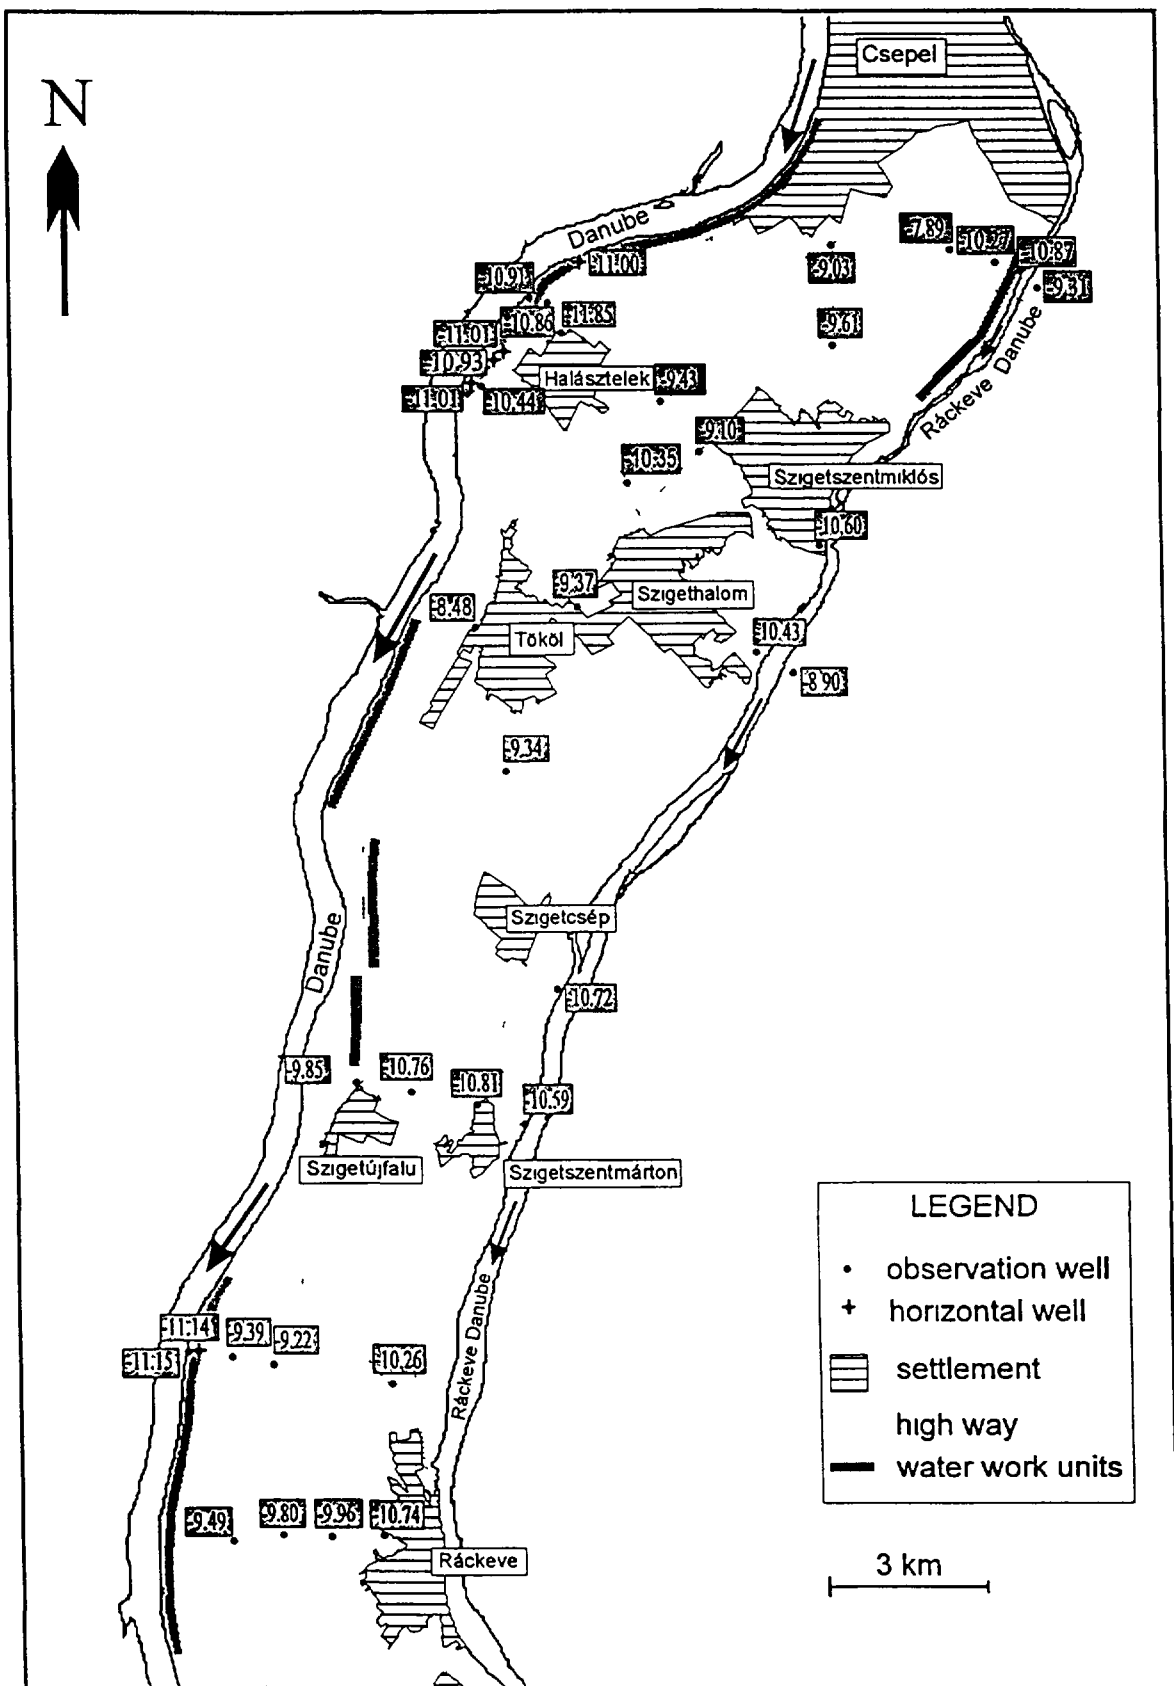 N
Csepel
Danube
-7.89
-10.27
-10.87
-9.31
-9.03
-11.00
-10.91
-10.86
-11.85
-11.01
-10.93
-9.61
Halásztelek
-9.43
-11.01
-10.44
Ráckeve Danube
-9.10
-10.35
Szigetszentmiklós
-10.60
-9.37
Szigethalom
-8.48
Tököl
-10.43
-8.90
-9.34
Szigetcsép
Danube
-10.72
-9.85
-10.76
-10.81
-10.59
Szigetújfalu
Szigetszentmárton
LEGEND
observation well
horizontal well
settlement
high way
water work units
Ráckeve Danube
-11.14
-9.39
-9.22
-11.15
-10.26
-9.49
-9.80
-9.96
-10.74
Ráckeve
3 km